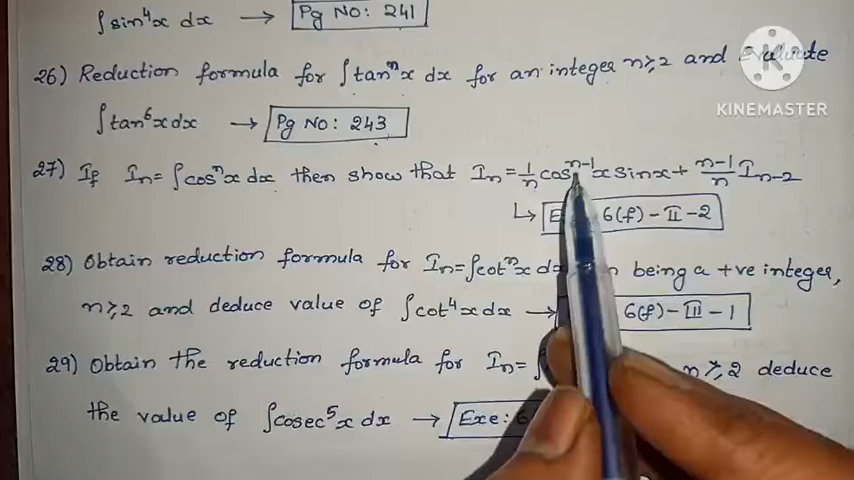 ∫sin⁴x dx → Pg No: 241
26) Reduction formula for ∫tanⁿx dx for an integer n≥2 and evaluate
KINEMASTER
∫tan⁶x dx → Pg No: 243
27) If Iₙ = ∫cosⁿx dx then show that Iₙ = 1/n cosⁿ⁻¹x sinx + n-1/n Iₙ₋₂
↳ 6(f) - II - 2
28) Obtain reduction formula for Iₙ = ∫cotⁿx dx being a +ve integer,
n≥2 and deduce value of ∫cot⁴x dx → 6(f) - II - 1
29) Obtain the reduction formula for Iₙ = ∫ n≥2 deduce
the value of ∫cosec⁵x dx → Exe: 6